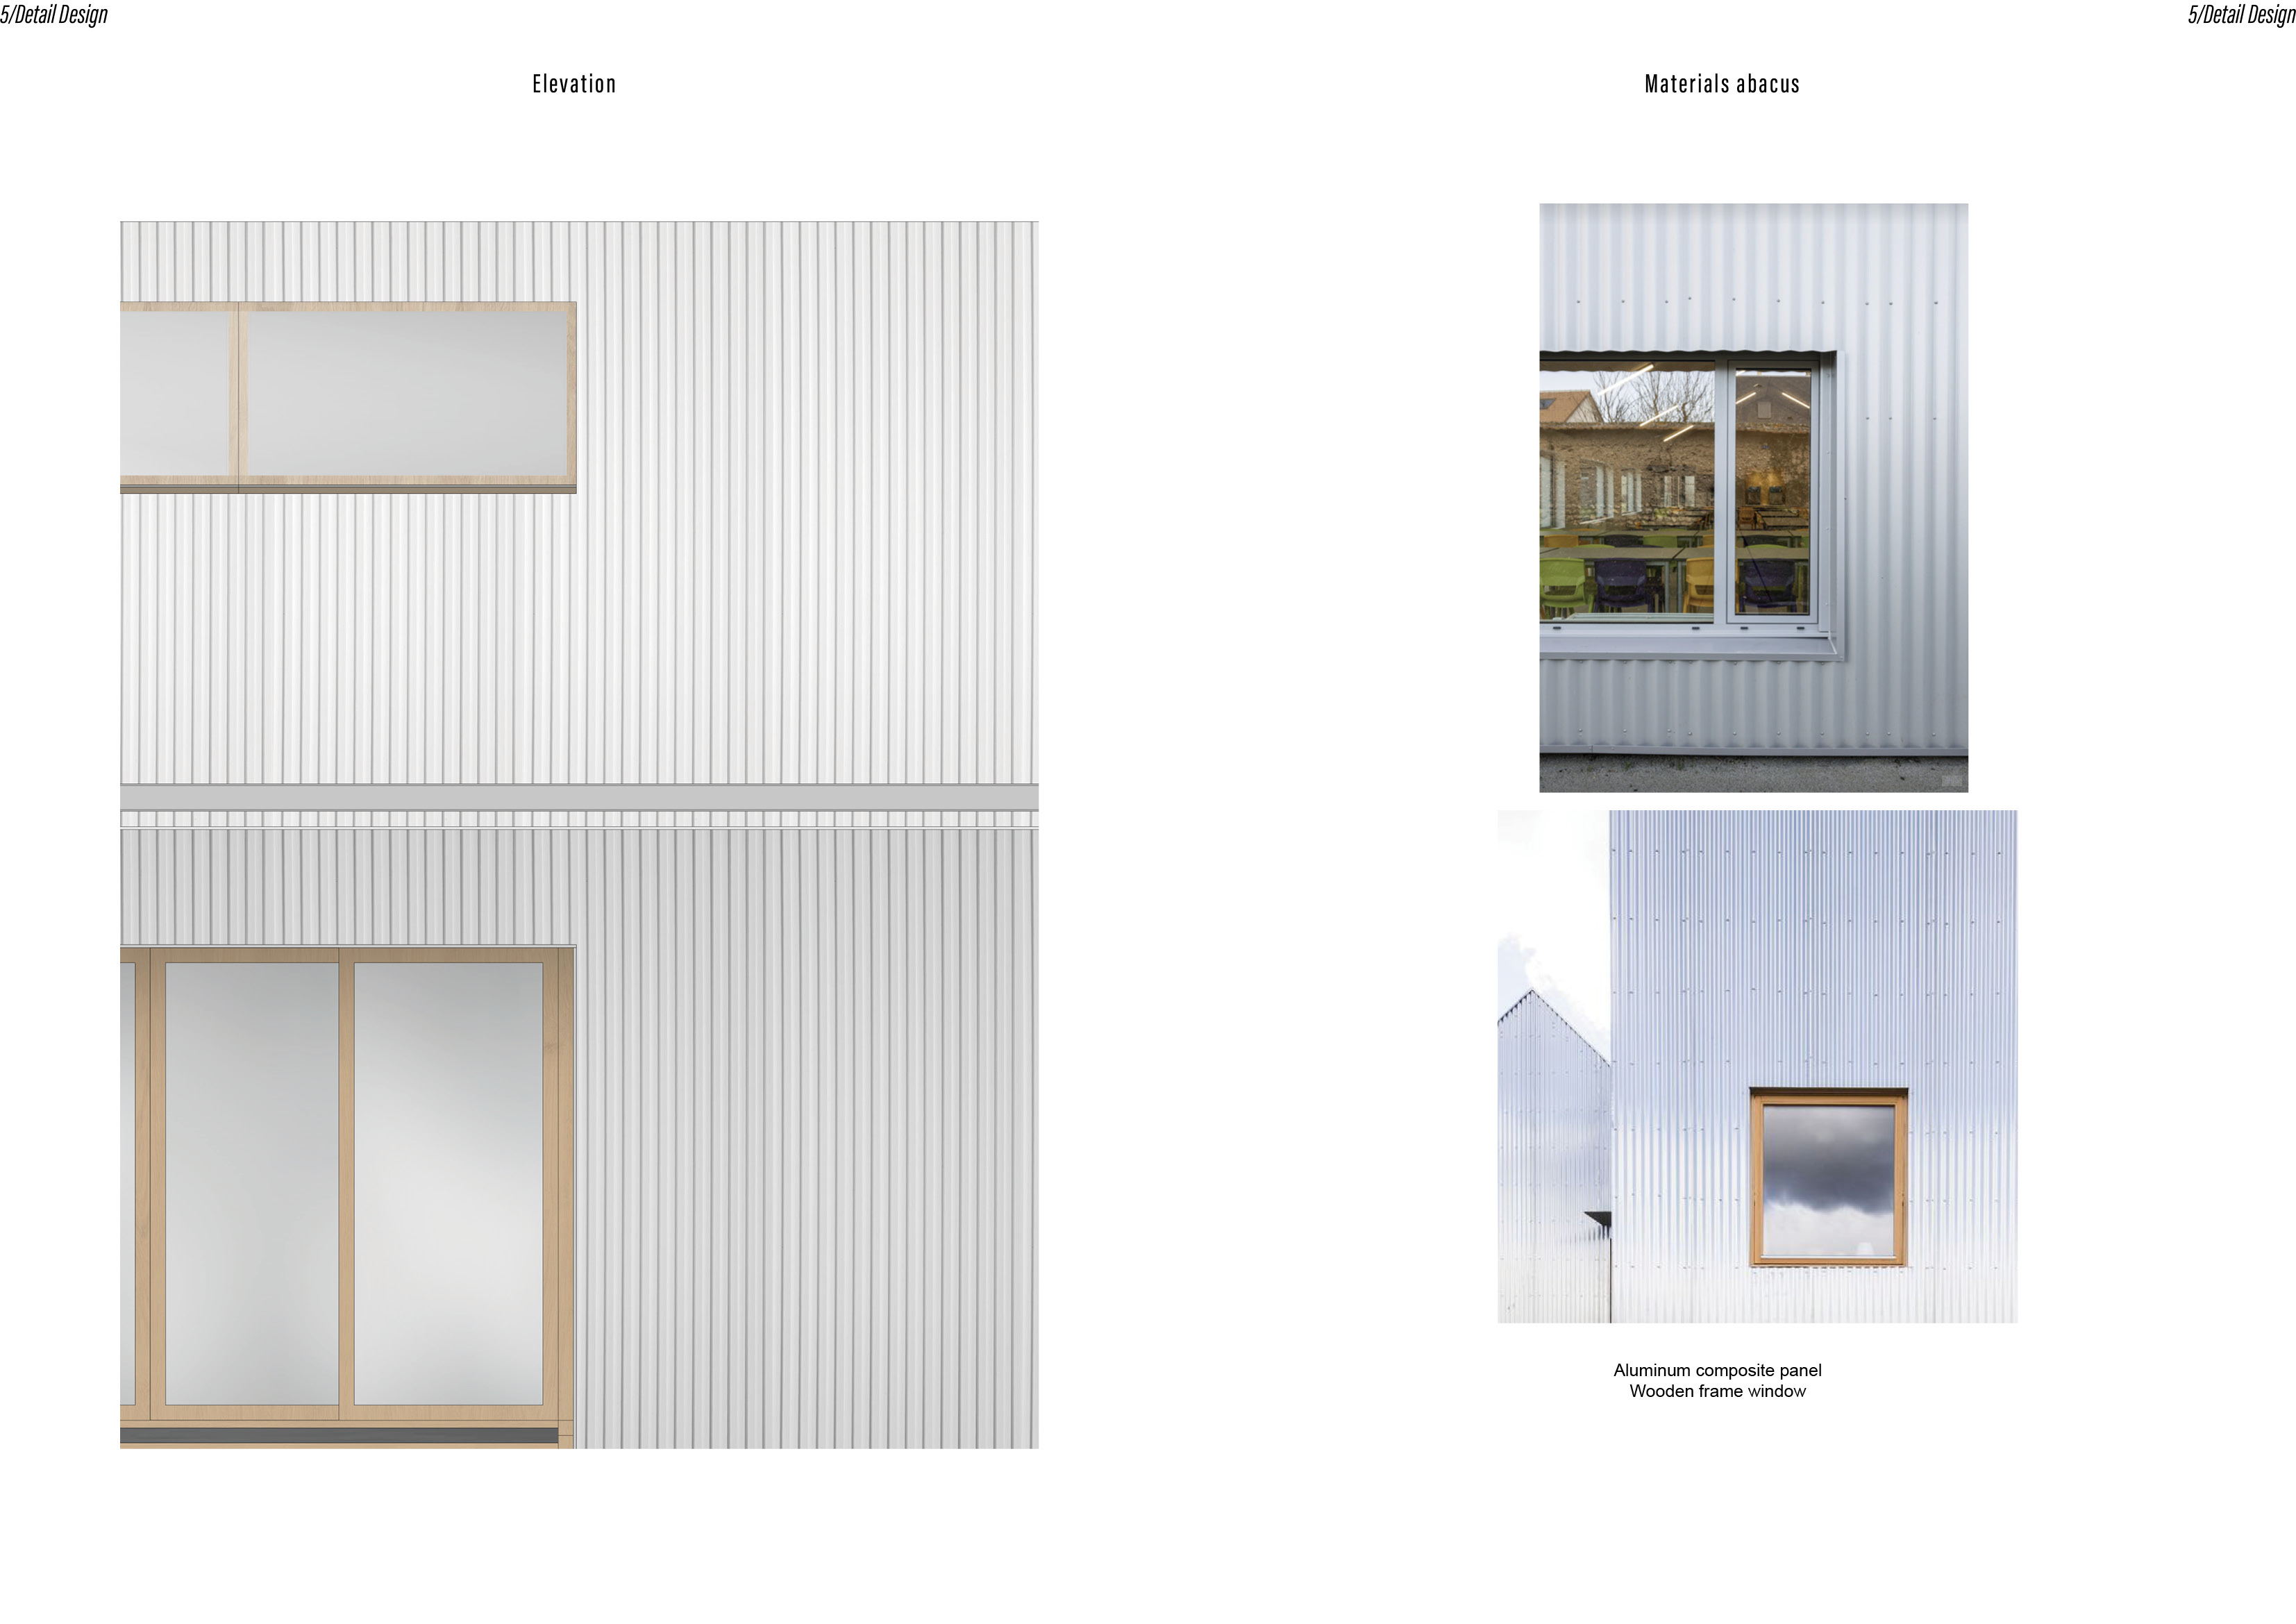 5/Detail Design
5/Detail Design
Elevation
Materials abacus
Aluminum composite panel
Wooden frame window